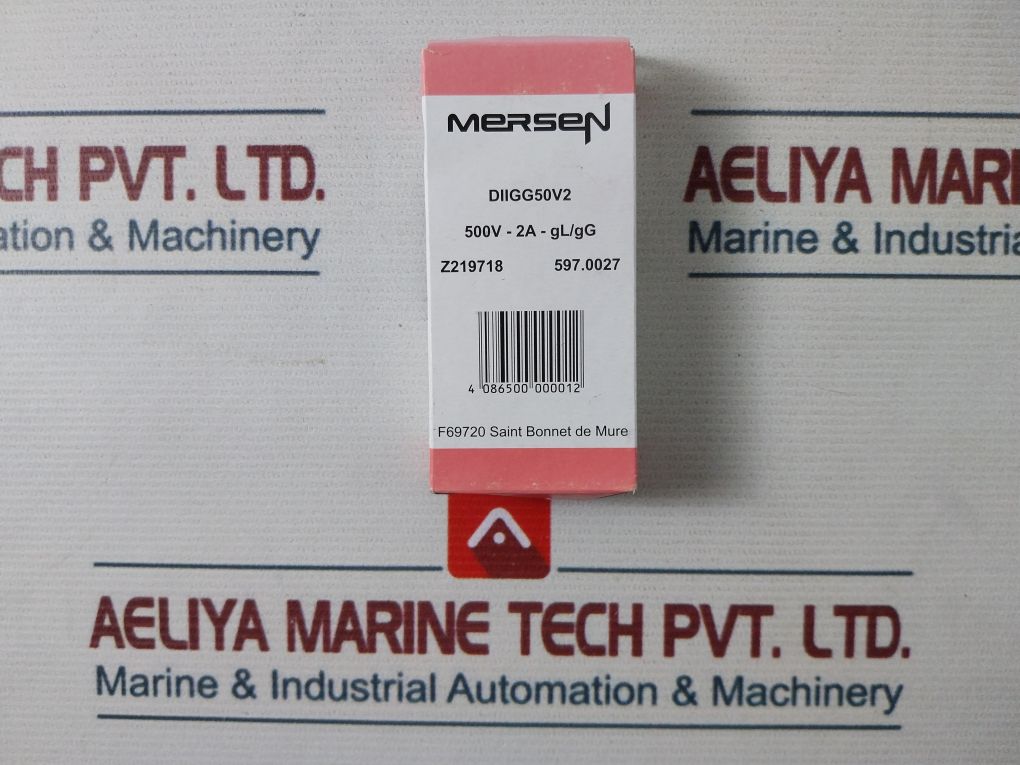 MERSEN
DIIGG50V2
500V - 2A - gL/gG
Z219718 597.0027
4 086500 000012
F69720 Saint Bonnet de Mure
CH PVT. LTD.
ation & Machinery
AELIYA MARI
Marine & Industria
AELIYA MARINE TECH PVT. LTD.
Marine & Industrial Automation & Machinery